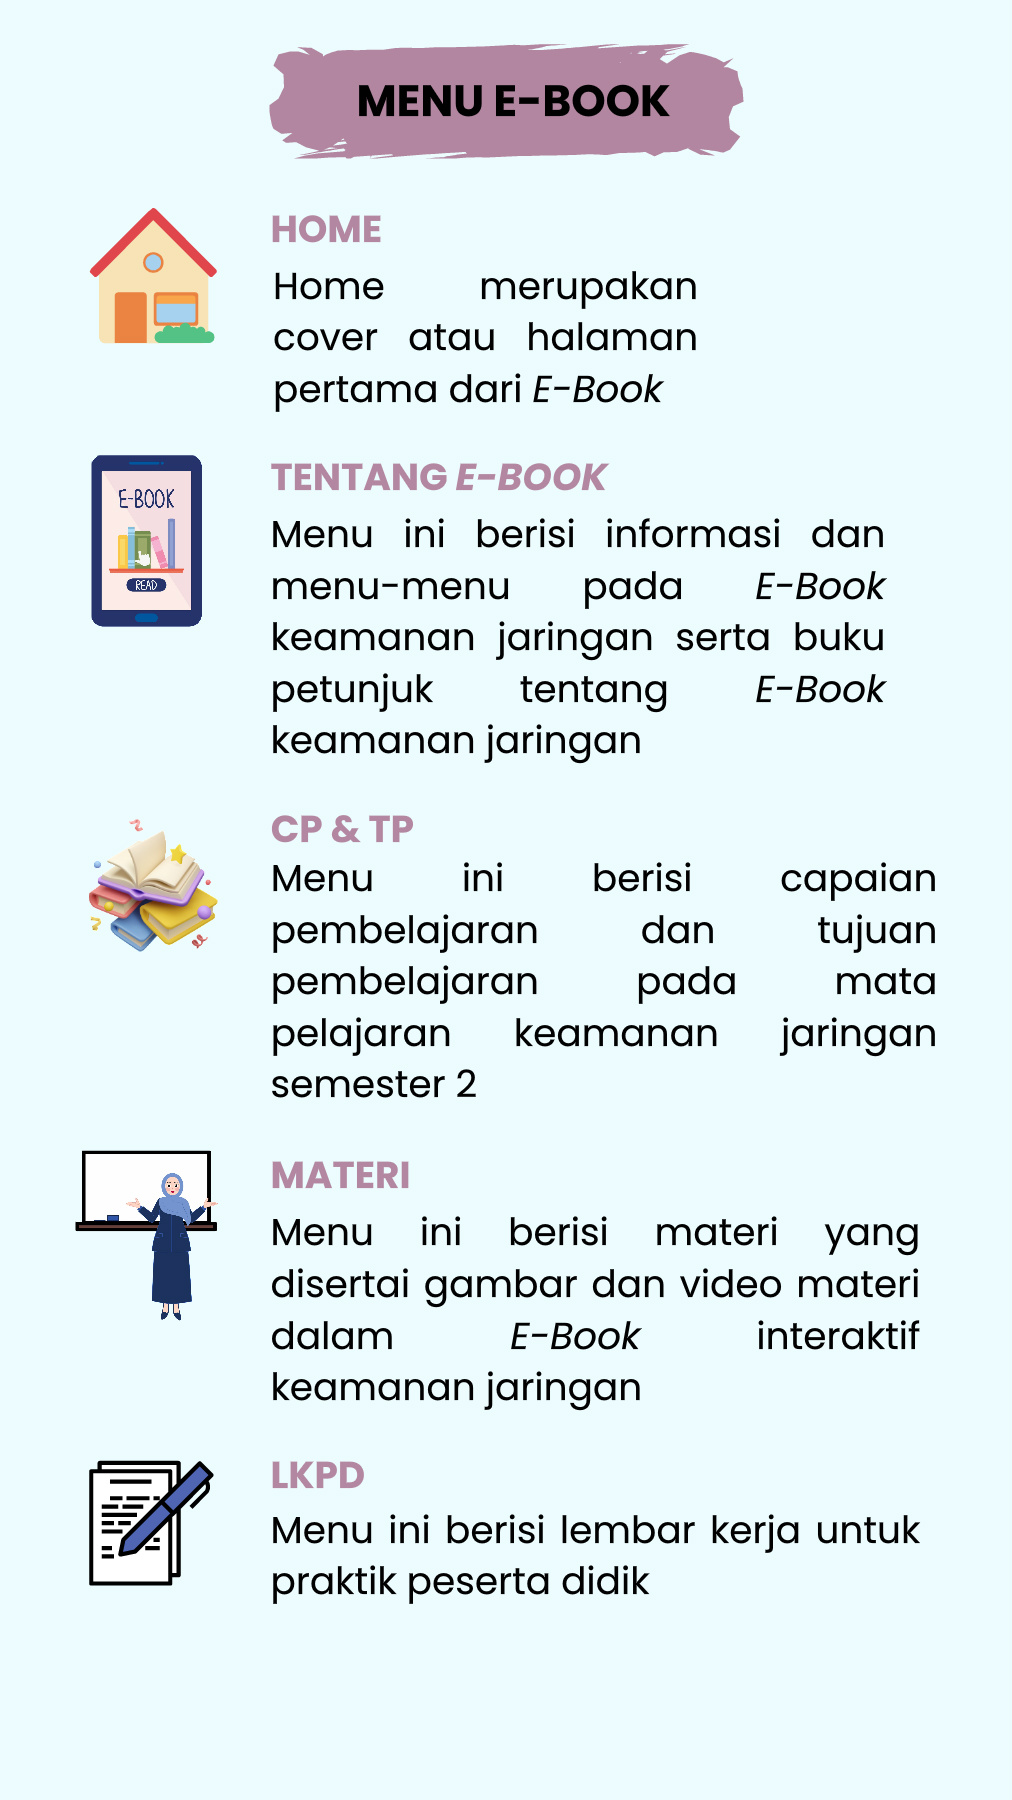 MENU E-BOOK
HOME
Home merupakan
cover atau halaman
pertama dari E-Book
E-BOOK
READ
TENTANG E-BOOK
Menu ini berisi informasi dan
menu-menu pada E-Book
keamanan jaringan serta buku
petunjuk tentang E-Book
keamanan jaringan
CP & TP
Menu ini berisi capaian
pembelajaran dan tujuan
pembelajaran pada mata
pelajaran keamanan jaringan
semester 2
MATERI
Menu ini berisi materi yang
disertai gambar dan video materi
dalam E-Book interaktif
keamanan jaringan
LKPD
Menu ini berisi lembar kerja untuk
praktik peserta didik